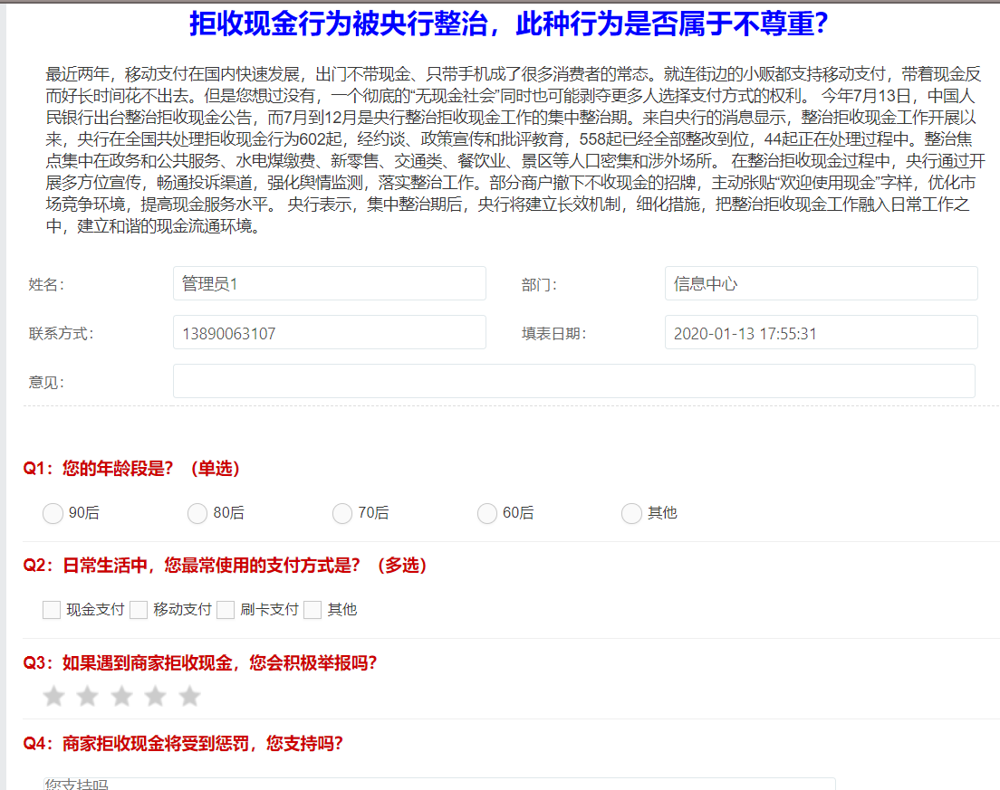 拒收现金行为被央行整治，此种行为是否属于不尊重？
最近两年，移动支付在国内快速发展，出门不带现金、只带手机成了很多消费者的常态。就连街边的小贩都支持移动支付，带着现金反
而好长时间花不出去。但是您想过没有，一个彻底的“无现金社会”同时也可能剥夺更多人选择支付方式的权利。 今年7月13日，中国人
民银行出台整治拒收现金公告，而7月到12月是央行整治拒收现金工作的集中整治期。来自央行的消息显示，整治拒收现金工作开展以
来，央行在全国共处理拒收现金行为602起，经约谈、政策宣传和批评教育，558起已经全部整改到位，44起正在处理过程中。整治焦
点集中在政务和公共服务、水电煤缴费、新零售、交通类、餐饮业、景区等人口密集和涉外场所。 在整治拒收现金过程中，央行通过开
展多方位宣传，畅通投诉渠道，强化舆情监测，落实整治工作。部分商户撤下不收现金的招牌，主动张贴“欢迎使用现金”字样，优化市
场竞争环境，提高现金服务水平。 央行表示，集中整治期后，央行将建立长效机制，细化措施，把整治拒收现金工作融入日常工作之
中，建立和谐的现金流通环境。
姓名： 管理员1 部门： 信息中心
联系方式： 13890063107 填表日期： 2020-01-13 17:55:31
意见：
Q1：您的年龄段是？（单选）
90后 80后 70后 60后 其他
Q2：日常生活中，您最常使用的支付方式是？（多选）
现金支付 移动支付 刷卡支付 其他
Q3：如果遇到商家拒收现金，您会积极举报吗？
Q4：商家拒收现金将受到惩罚，您支持吗？
您支持吗